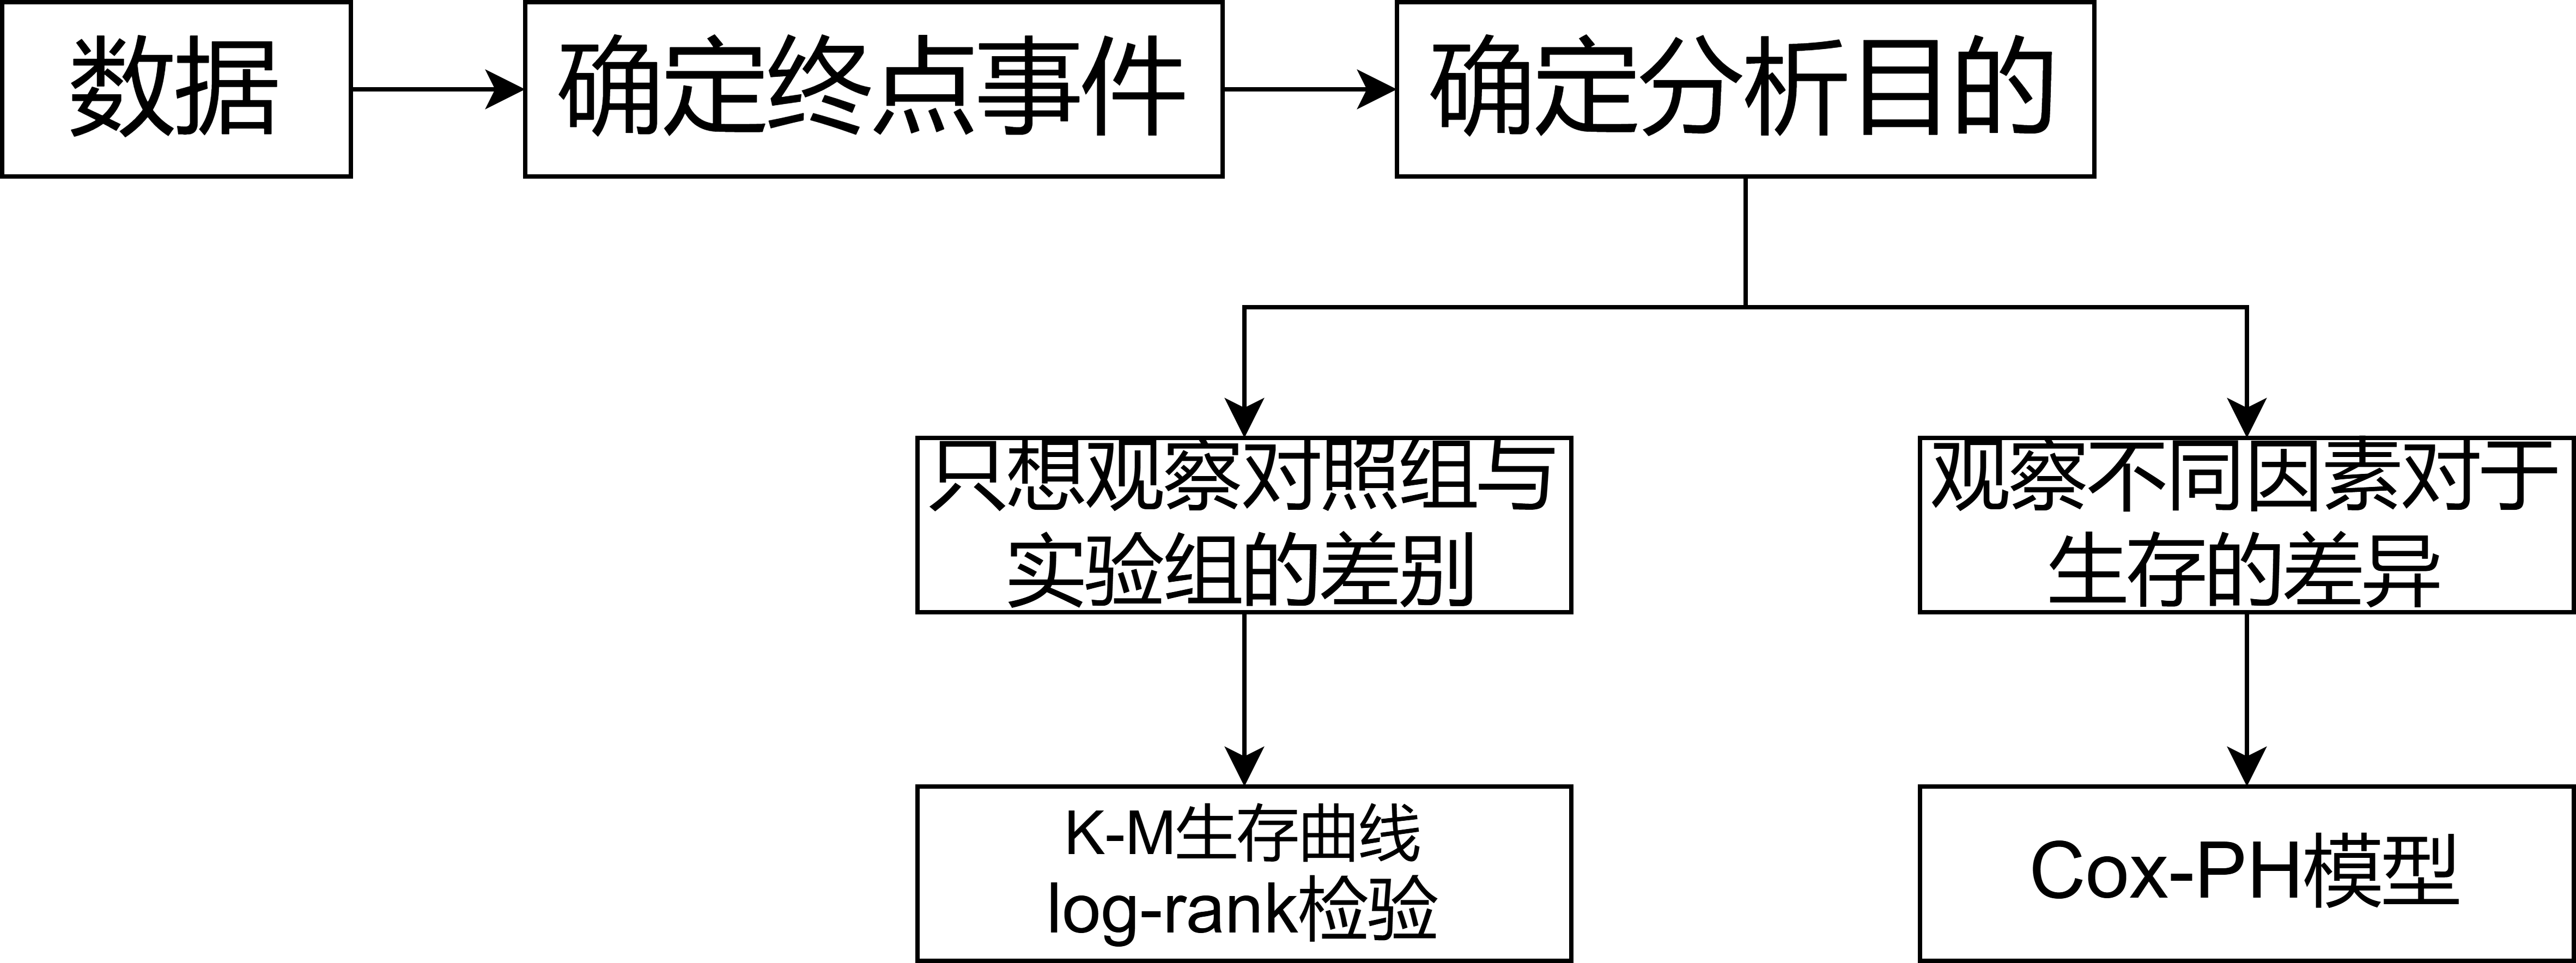 数据
确定终点事件
确定分析目的
只想观察对照组与
实验组的差别
观察不同因素对于
生存的差异
K-M生存曲线
log-rank检验
Cox-PH模型